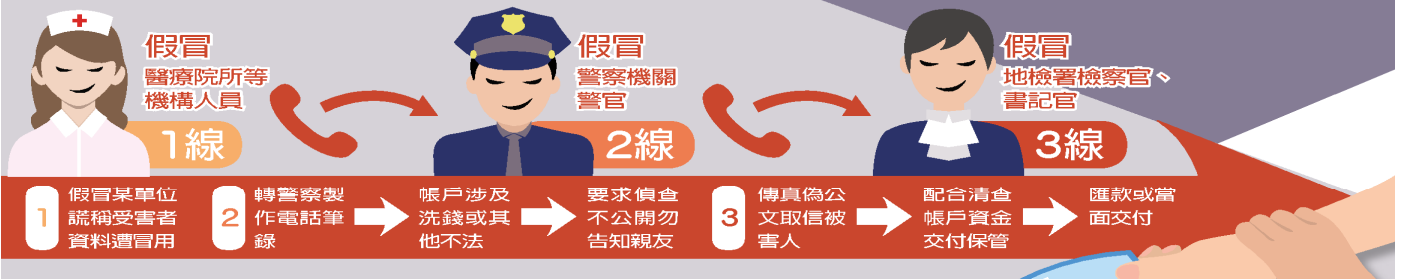 假冒
醫療院所等
機構人員
1線
假冒
警察機關
警官
2線
假冒
地檢署檢察官、
書記官
3線
1
假冒某單位
謊稱受害者
資料遭冒用
2
轉警察製
作電話筆
錄
帳戶涉及
洗錢或其
他不法
要求偵查
不公開勿
告知親友
3
傳真偽公
文取信被
害人
配合清查
帳戶資金
交付保管
匯款或當
面交付